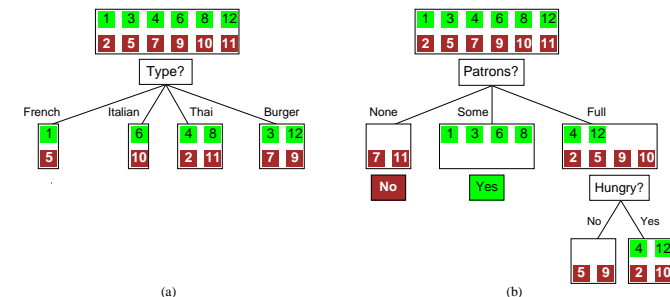 1 3 4 6 8 12
2 5 7 9 10 11
Type?
French Italian Thai Burger
1 6 4 8 3 12
5 10 2 11 7 9
(a)
1 3 4 6 8 12
2 5 7 9 10 11
Patrons?
None Some Full
1 3 6 8 4 12
7 11 2 5 9 10
No Yes Hungry?
No Yes
4 12
5 9 2 10
(b)